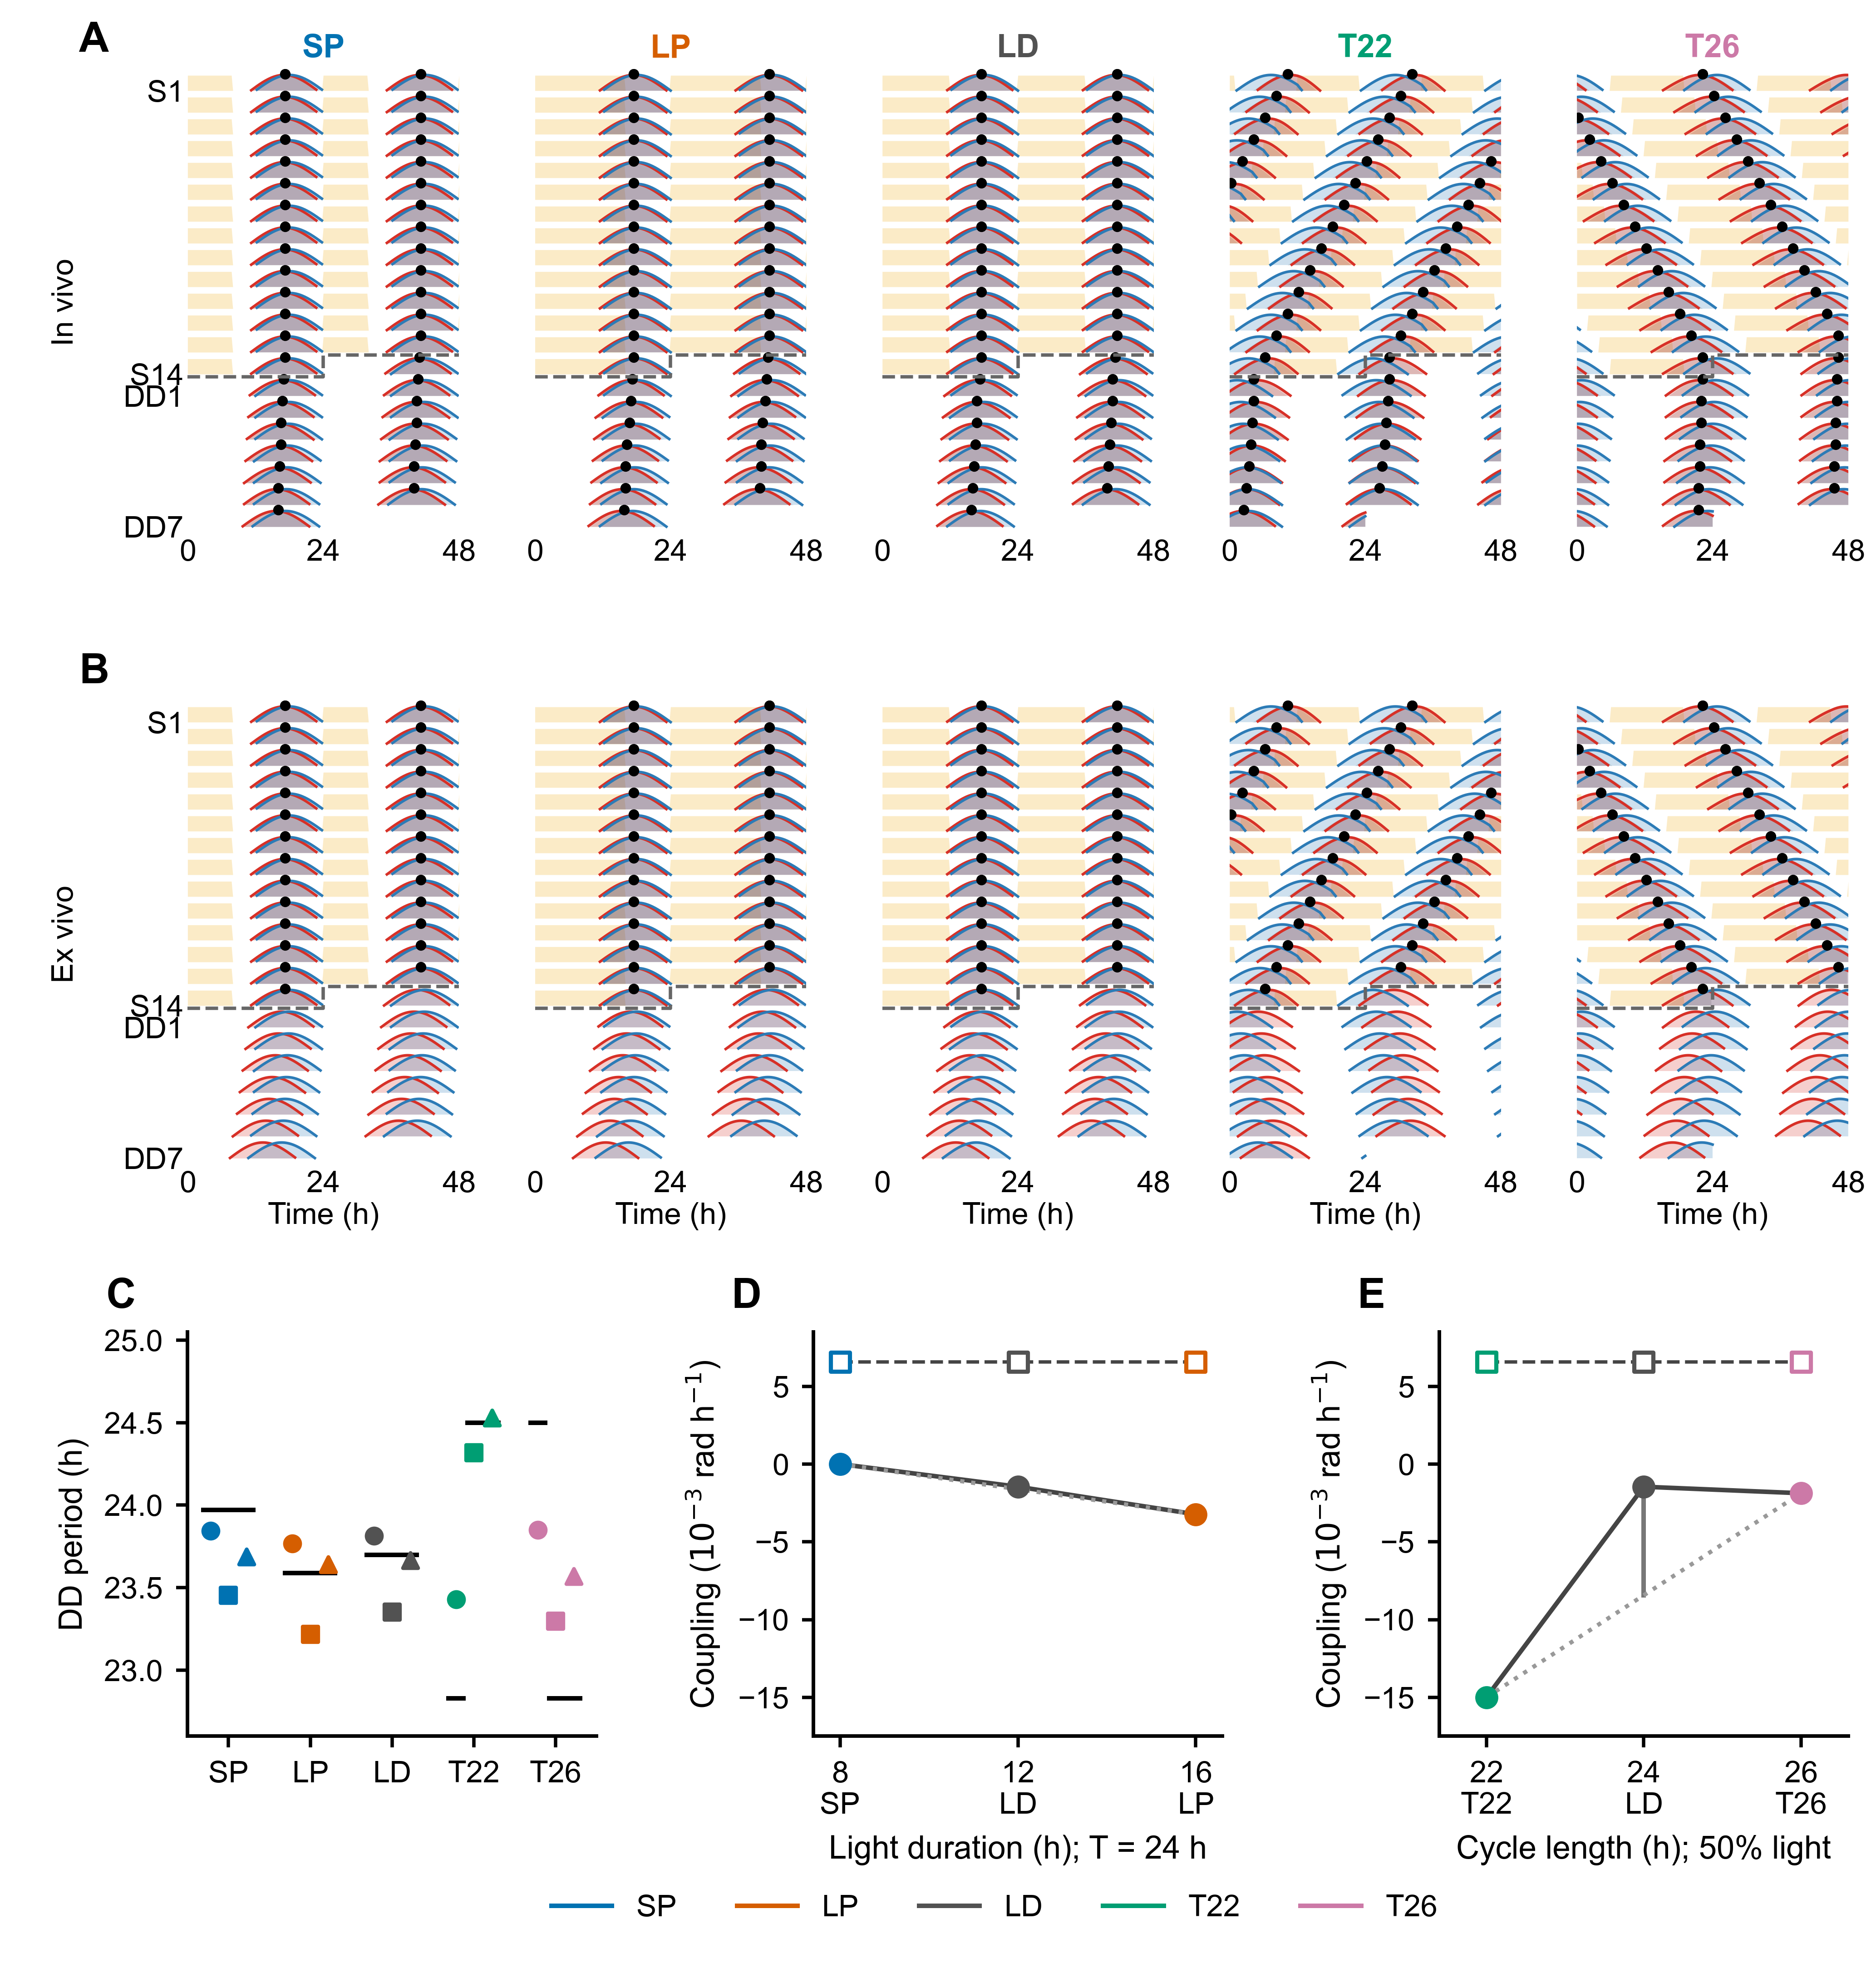 A
SP LP LD T22 T26
S1
In vivo
S14
DD1
DD7
0 24 48 0 24 48 0 24 48 0 24 48 0 24 48
B
S1
Ex vivo
S14
DD1
DD7
0 24 48 0 24 48 0 24 48 0 24 48 0 24 48
Time (h) Time (h) Time (h) Time (h) Time (h)
C
DD period (h)
25.0
24.5
24.0
23.5
23.0
SP LP LD T22 T26
D
Coupling (10⁻³ rad h⁻¹)
5
0
−5
−10
−15
8 12 16
SP LD LP
Light duration (h); T = 24 h
E
Coupling (10⁻³ rad h⁻¹)
5
0
−5
−10
−15
22 24 26
T22 LD T26
Cycle length (h); 50% light
SP LP LD T22 T26